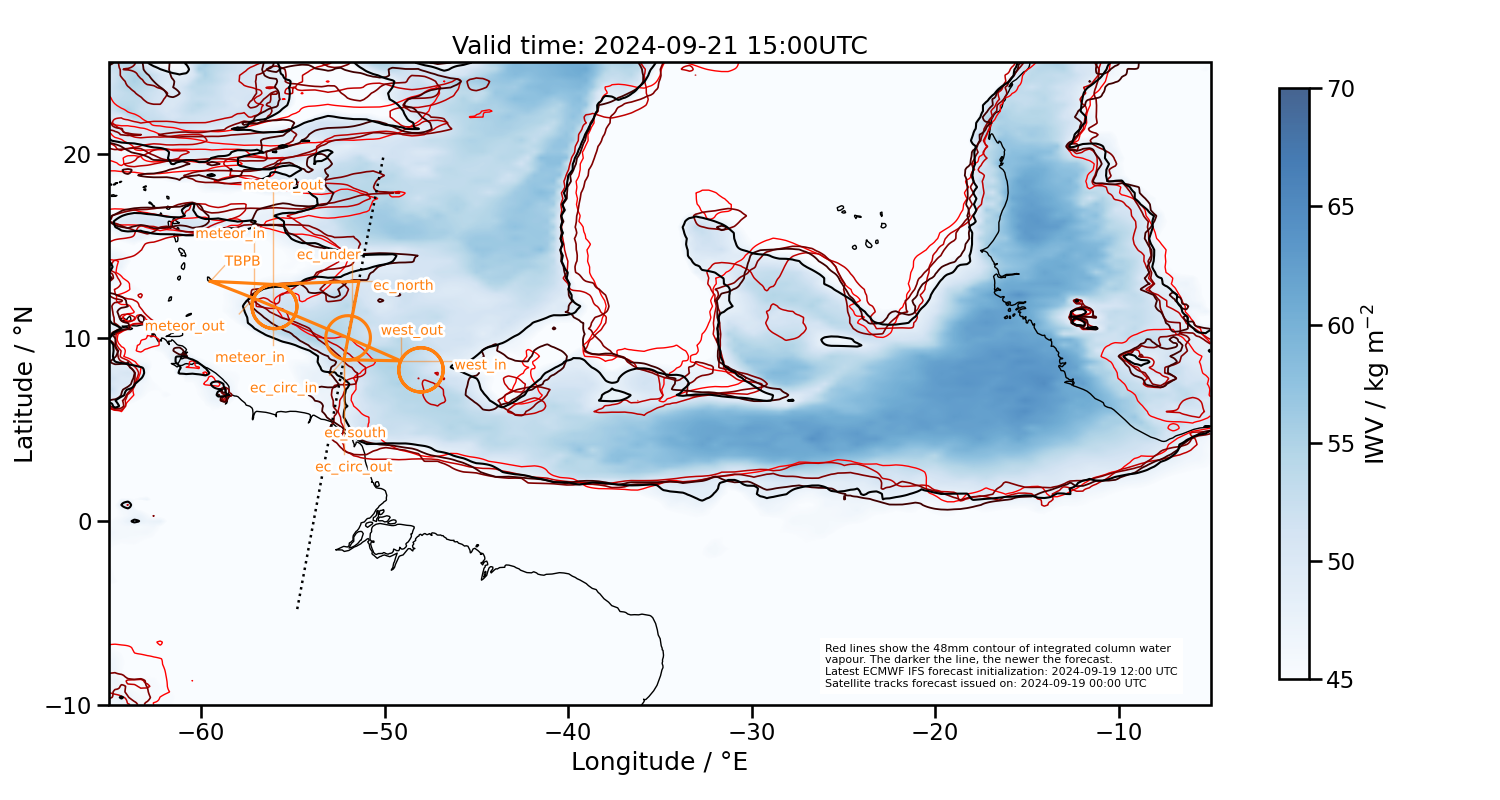 Valid time: 2024-09-21 15:00UTC
70
65
60
55
50
45
IWV / kg m⁻²
20
10
0
−10
Latitude / °N
meteor_out
meteor_in
ec_under
TBPB
ec_north
meteor_out
west_out
meteor_in
west_in
ec_circ_in
ec_south
ec_circ_out
Red lines show the 48mm contour of integrated column water
vapour. The darker the line, the newer the forecast.
Latest ECMWF IFS forecast initialization: 2024-09-19 12:00 UTC
Satellite tracks forecast issued on: 2024-09-19 00:00 UTC
−60
−50
−40
−30
−20
−10
Longitude / °E